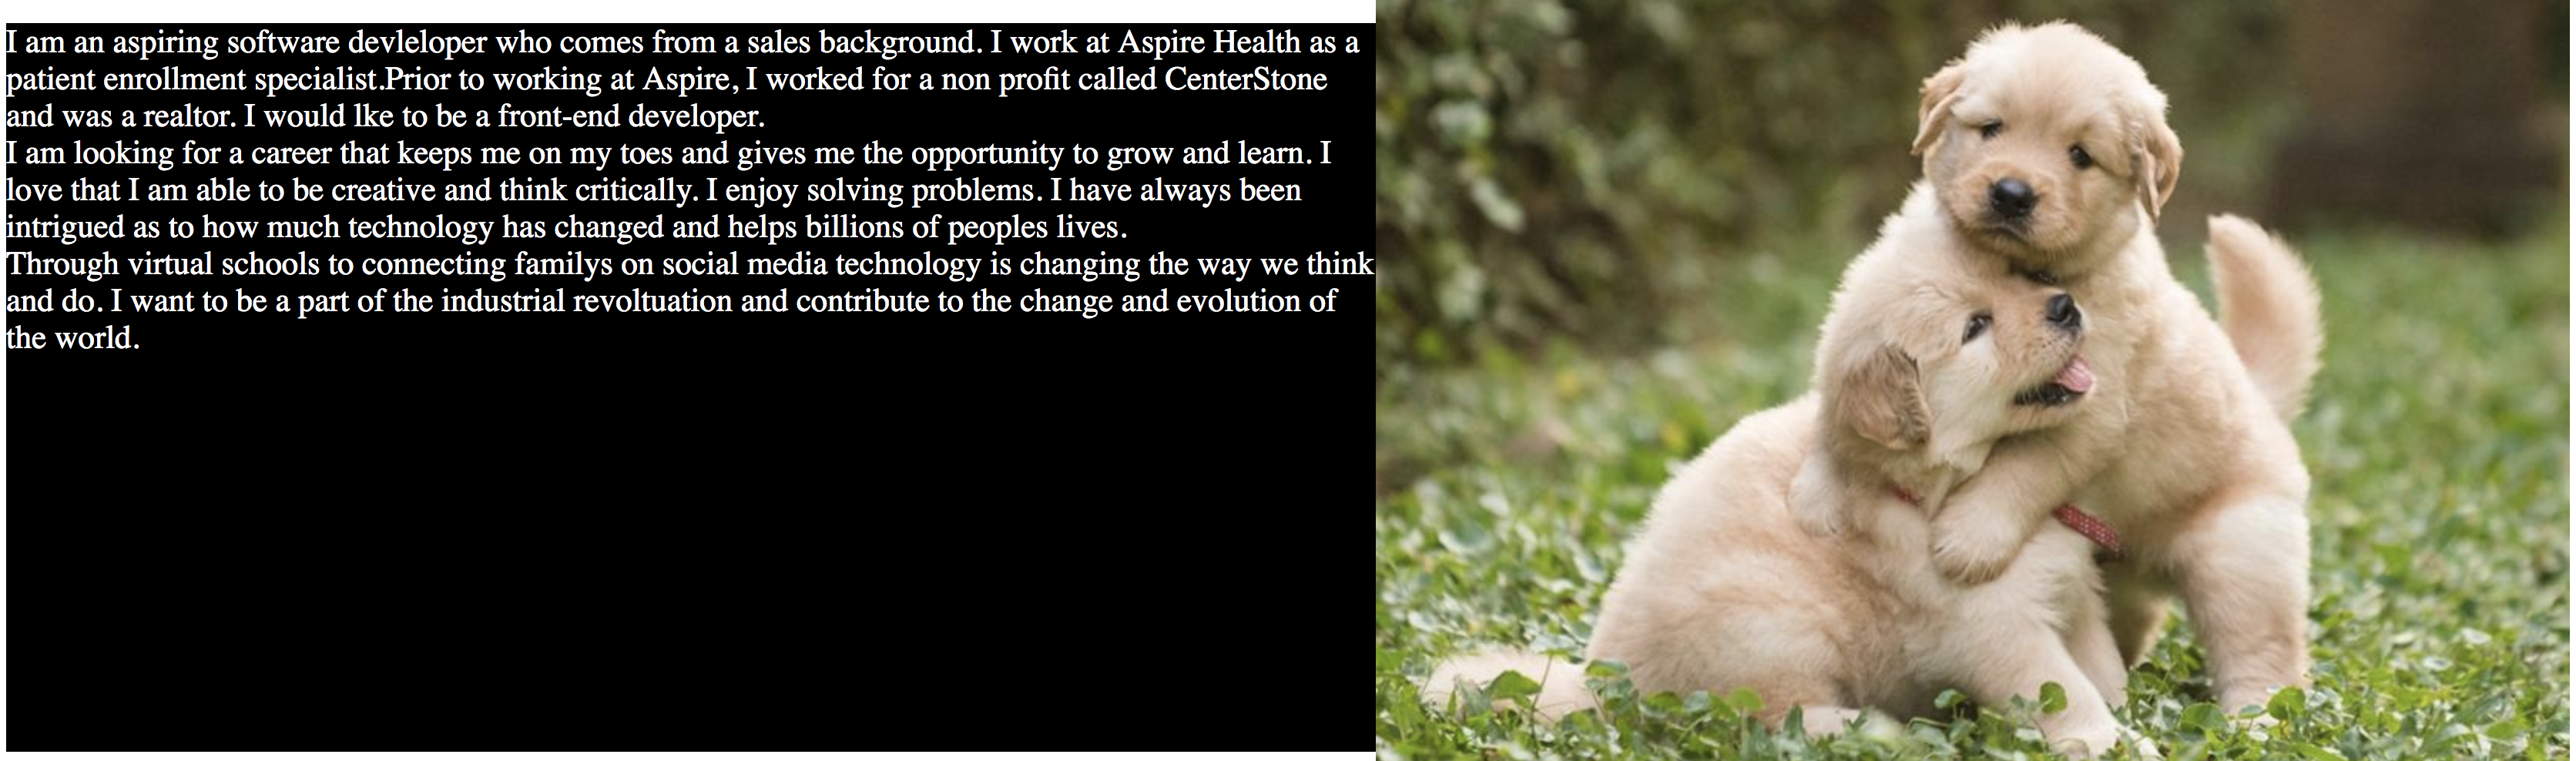 I am an aspiring software devleloper who comes from a sales background. I work at Aspire Health as a
patient enrollment specialist.Prior to working at Aspire, I worked for a non profit called CenterStone
and was a realtor. I would lke to be a front-end developer.
I am looking for a career that keeps me on my toes and gives me the opportunity to grow and learn. I
love that I am able to be creative and think critically. I enjoy solving problems. I have always been
intrigued as to how much technology has changed and helps billions of peoples lives.
Through virtual schools to connecting familys on social media technology is changing the way we think
and do. I want to be a part of the industrial revoltuation and contribute to the change and evolution of
the world.